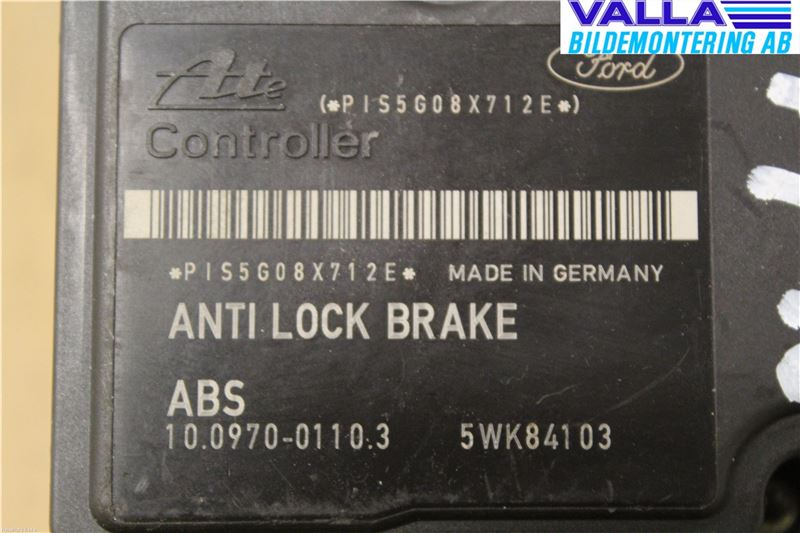 VALLA
BILDEMONTERING AB
Ate
Ford
(*PIS5G08X712E*)
Controller
*PIS5G08X712E* MADE IN GERMANY
ANTI LOCK BRAKE
ABS
10.0970-0110.3 5WK84103